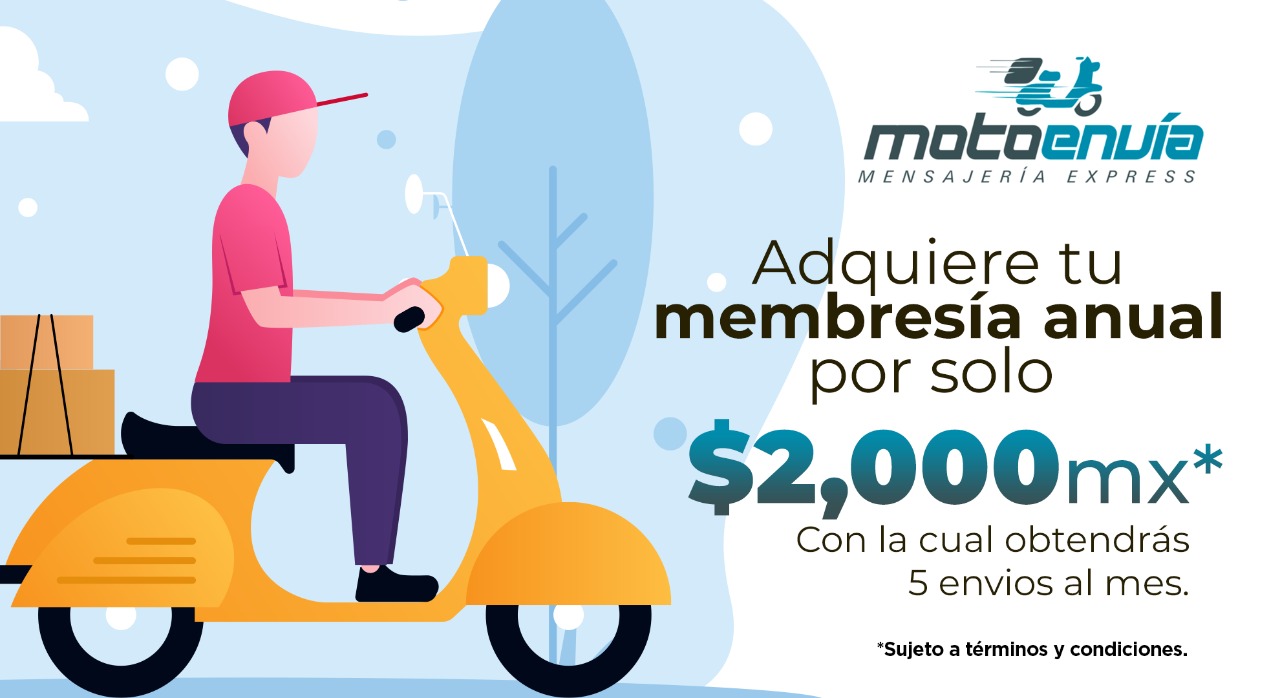 motoenvía
MENSAJERÍA EXPRESS
Adquiere tu
membresía anual
por solo
$2,000mx*
Con la cual obtendrás
5 envios al mes.
*Sujeto a términos y condiciones.